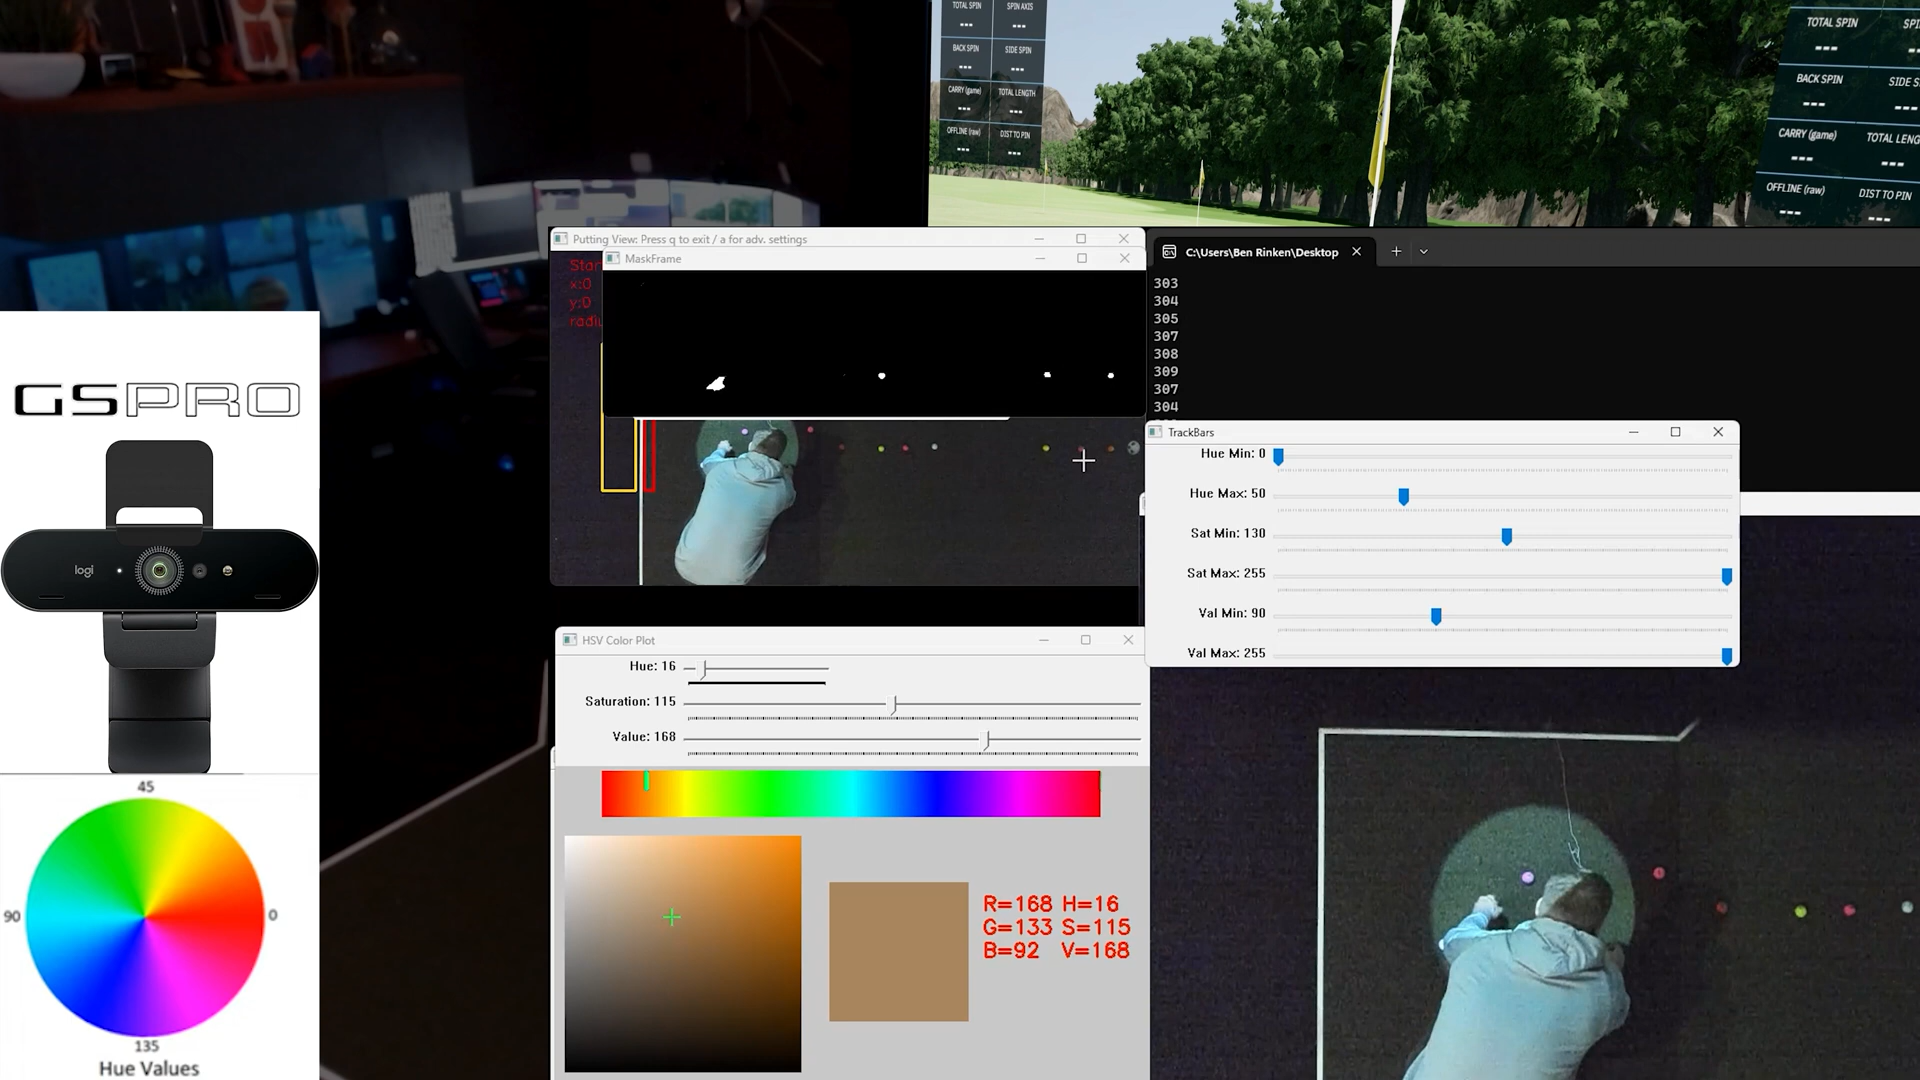 TOTAL SPIN
---
SPIN AXIS
---
BACK SPIN
---
SIDE SPIN
---
CARRY (game)
---
TOTAL LENGTH
---
OFFLINE (raw)
---
DIST TO PIN
---
TOTAL SPIN
---
BACK SPIN
---
SIDE S
---
CARRY (game)
---
TOTAL LENG
---
OFFLINE (raw)
---
DIST TO PIN
---
Putting View: Press q to exit / a for adv. settings
MaskFrame
Star
x:0
y:0
radiu
C:\Users\Ben Rinken\Desktop
303
304
305
307
308
309
307
304
TrackBars
Hue Min: 0
Hue Max: 50
Sat Min: 130
Sat Max: 255
Val Min: 90
Val Max: 255
GSPRO
logi
45
90
0
135
Hue Values
HSV Color Plot
Hue: 16
Saturation: 115
Value: 168
R=168 H=16
G=133 S=115
B=92 V=168